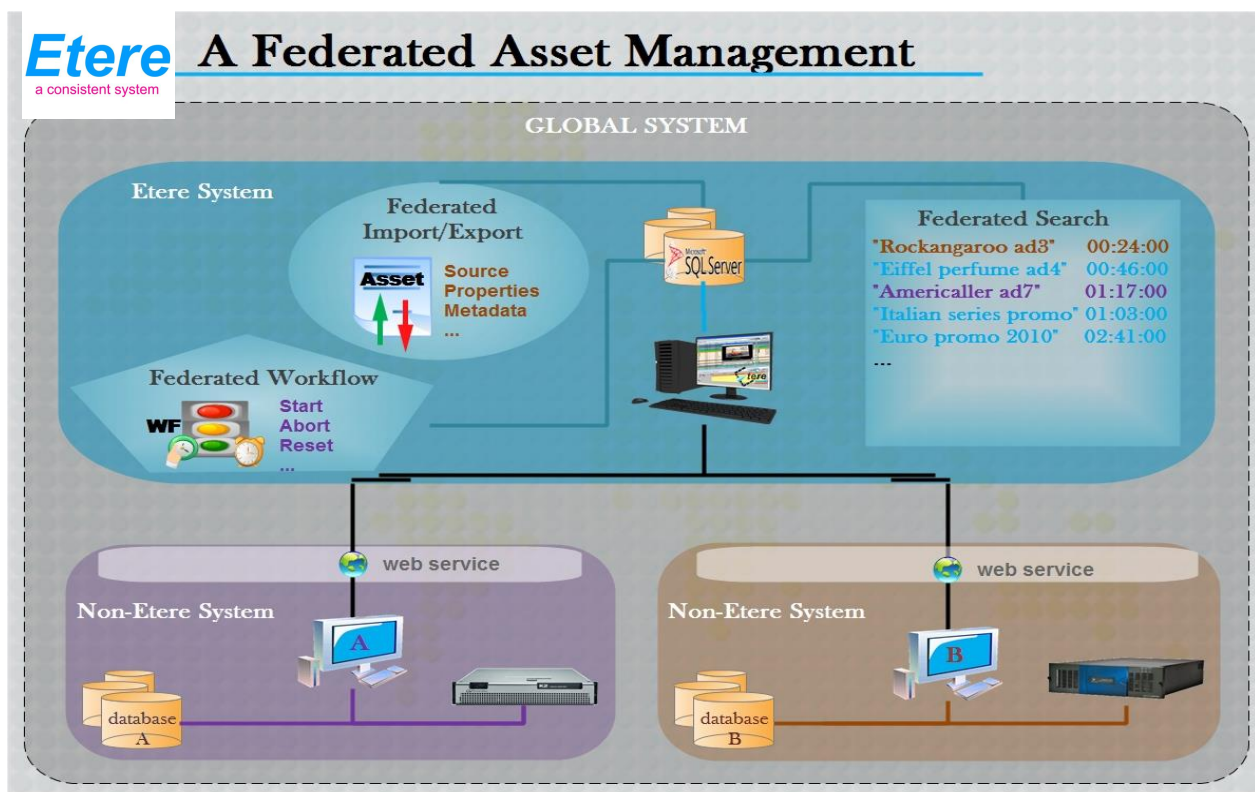 Etere
a consistent system
A Federated Asset Management
GLOBAL SYSTEM
Etere System
Federated
Import/Export
Asset
Source
Properties
Metadata
...
Federated Workflow
WF
Start
Abort
Reset
...
Microsoft
SQL Server
etere
Federated Search
"Rockangaroo ad3" 00:24:00
"Eiffel perfume ad4" 00:46:00
"Americaller ad7" 01:17:00
"Italian series promo" 01:03:00
"Euro promo 2010" 02:41:00
...
web service
Non-Etere System
A
database
A
web service
Non-Etere System
B
database
B